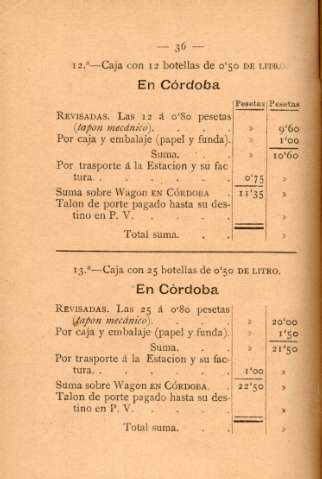 — 36 —
12.ª—Caja con 12 botellas de 0'50 DE LITRO.
En Córdoba
Pesetas Pesetas
REVISADAS. Las 12 á 0'80 pesetas
(tapon mecánico). . . . » 9'60
Por caja y embalaje (papel y funda). » 1'00
Suma. . . » 10'60
Por trasporte á la Estacion y su fac-
tura. . . . . . . 0'75 »
Suma sobre Wagon EN CÓRDOBA . 11'35 »
Talon de porte pagado hasta su des-
tino en P. V. . . . . » »
Total suma. . . »
13.ª—Caja con 25 botellas de 0'50 DE LITRO.
En Córdoba
REVISADAS. Las 25 á 0'80 pesetas
(tapon mecánico). . . . » 20'00
Por caja y embalaje (papel y funda). » 1'50
Suma. . . » 21'50
Por trasporte á la Estacion y su fac-
tura. . . . . . . 1'00 »
Suma sobre Wagon EN CÓRDOBA. . 22'50 »
Talon de porte pagado hasta su des-
tino en P. V. . . . . » »
Total suma. . . »